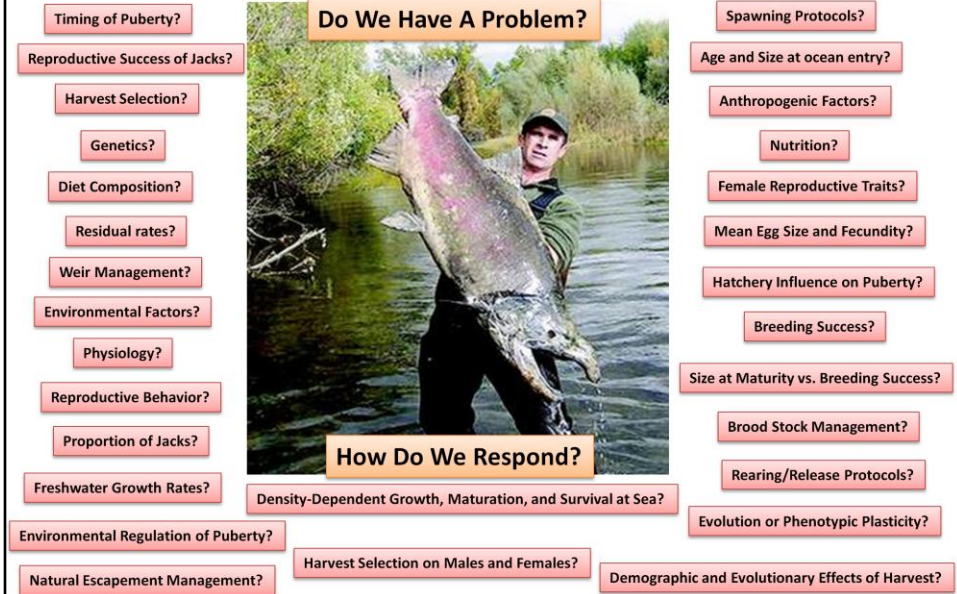 Do We Have A Problem?
Timing of Puberty?
Reproductive Success of Jacks?
Harvest Selection?
Genetics?
Diet Composition?
Residual rates?
Weir Management?
Environmental Factors?
Physiology?
Reproductive Behavior?
Proportion of Jacks?
Freshwater Growth Rates?
Environmental Regulation of Puberty?
Natural Escapement Management?
Spawning Protocols?
Age and Size at ocean entry?
Anthropogenic Factors?
Nutrition?
Female Reproductive Traits?
Mean Egg Size and Fecundity?
Hatchery Influence on Puberty?
Breeding Success?
Size at Maturity vs. Breeding Success?
Brood Stock Management?
Rearing/Release Protocols?
Evolution or Phenotypic Plasticity?
Demographic and Evolutionary Effects of Harvest?
How Do We Respond?
Density-Dependent Growth, Maturation, and Survival at Sea?
Harvest Selection on Males and Females?